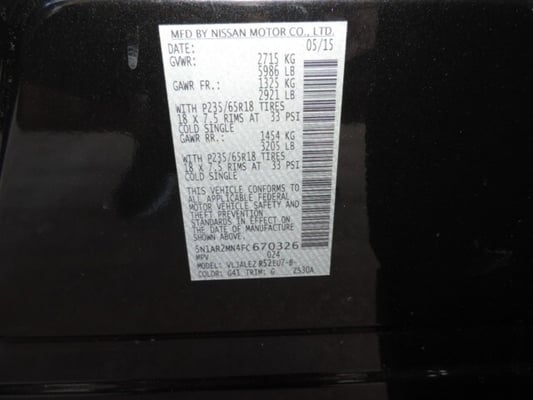 MFD BY NISSAN MOTOR CO., LTD.
DATE: 05/15
GVWR: 2715 KG
5986 LB
GAWR FR.: 1325 KG
2921 LB
WITH P235/65R18 TIRES
18 X 7.5 RIMS AT 33 PSI
COLD SINGLE
GAWR RR.: 1454 KG
3205 LB
WITH P235/65R18 TIRES
18 X 7.5 RIMS AT 33 PSI
COLD SINGLE
THIS VEHICLE CONFORMS TO
ALL APPLICABLE FEDERAL
MOTOR VEHICLE SAFETY AND
THEFT PREVENTION
STANDARDS IN EFFECT ON
THE DATE OF MANUFACTURE
SHOWN ABOVE.
5N1AR2MN4FC670326
MPV 024
MODEL: VLJALEZ R52EU7-B-
COLOR: G41 TRIM: G 2530A